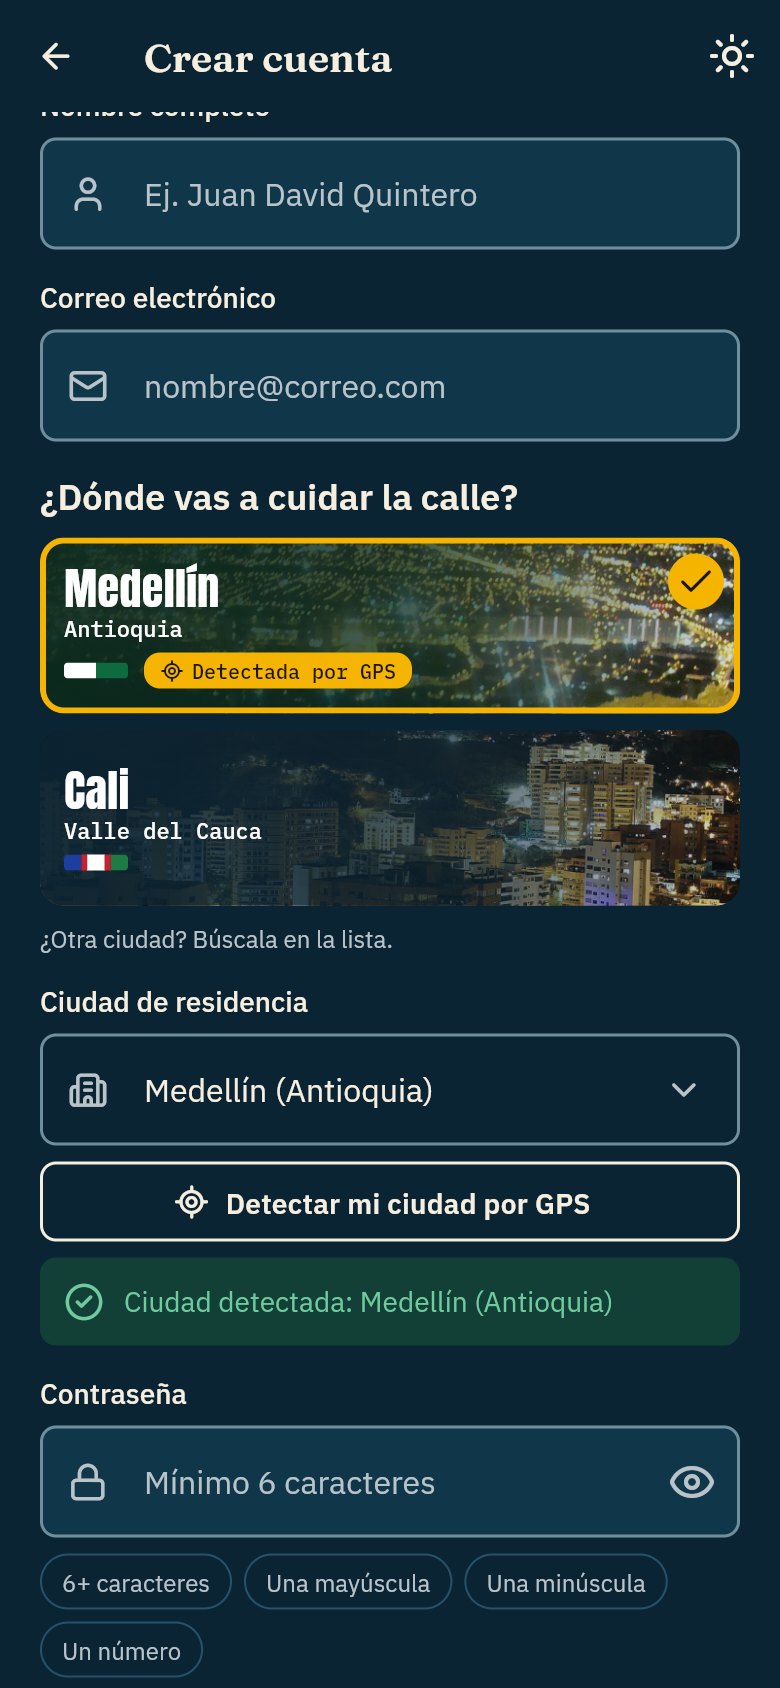 Crear cuenta
Nombre completo
Ej. Juan David Quintero
Correo electrónico
nombre@correo.com
¿Dónde vas a cuidar la calle?
Medellín
Antioquia
Detectada por GPS
Cali
Valle del Cauca
¿Otra ciudad? Búscala en la lista.
Ciudad de residencia
Medellín (Antioquia)
Detectar mi ciudad por GPS
Ciudad detectada: Medellín (Antioquia)
Contraseña
Mínimo 6 caracteres
6+ caracteres
Una mayúscula
Una minúscula
Un número